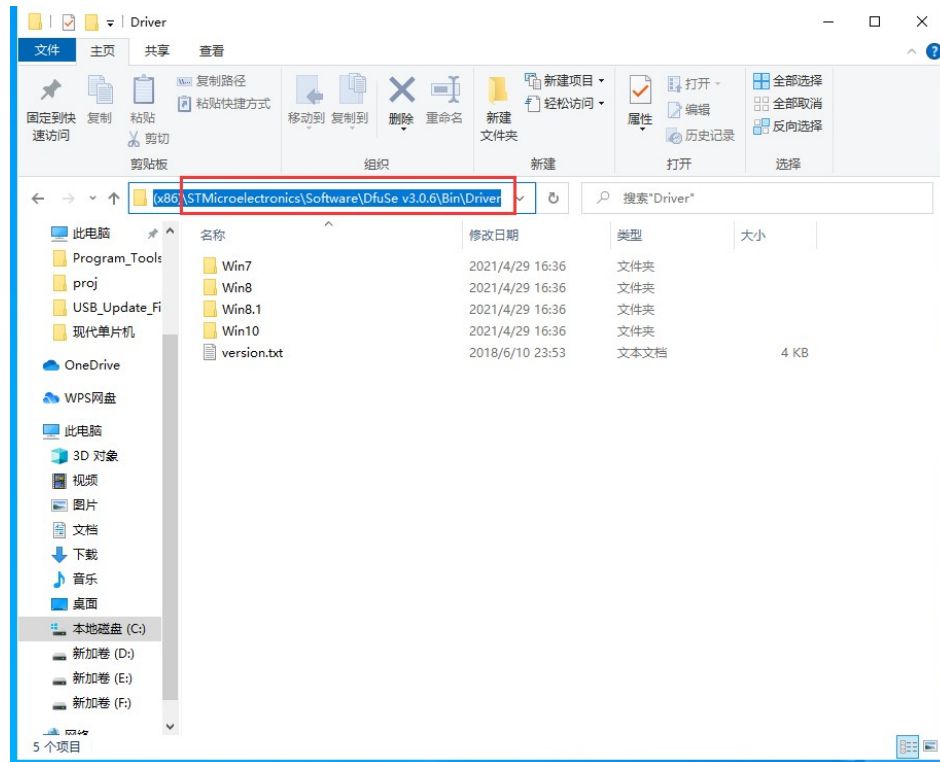 Driver
文件 主页 共享 查看
固定到快速访问
复制
粘贴
复制路径
粘贴快捷方式
剪切
剪贴板
移动到
复制到
删除
重命名
组织
新建文件夹
新建项目
轻松访问
新建
属性
打开
编辑
历史记录
打开
全部选择
全部取消
反向选择
选择
(x86)\STMicroelectronics\Software\DfuSe v3.0.6\Bin\Driver
搜索"Driver"
此电脑
Program_Tools
proj
USB_Update_Fi
现代单片机
OneDrive
WPS网盘
此电脑
3D 对象
视频
图片
文档
下载
音乐
桌面
本地磁盘 (C:)
新加卷 (D:)
新加卷 (E:)
新加卷 (F:)
名称 修改日期 类型 大小
Win7 2021/4/29 16:36 文件夹
Win8 2021/4/29 16:36 文件夹
Win8.1 2021/4/29 16:36 文件夹
Win10 2021/4/29 16:36 文件夹
version.txt 2018/6/10 23:53 文本文档 4 KB
5 个项目